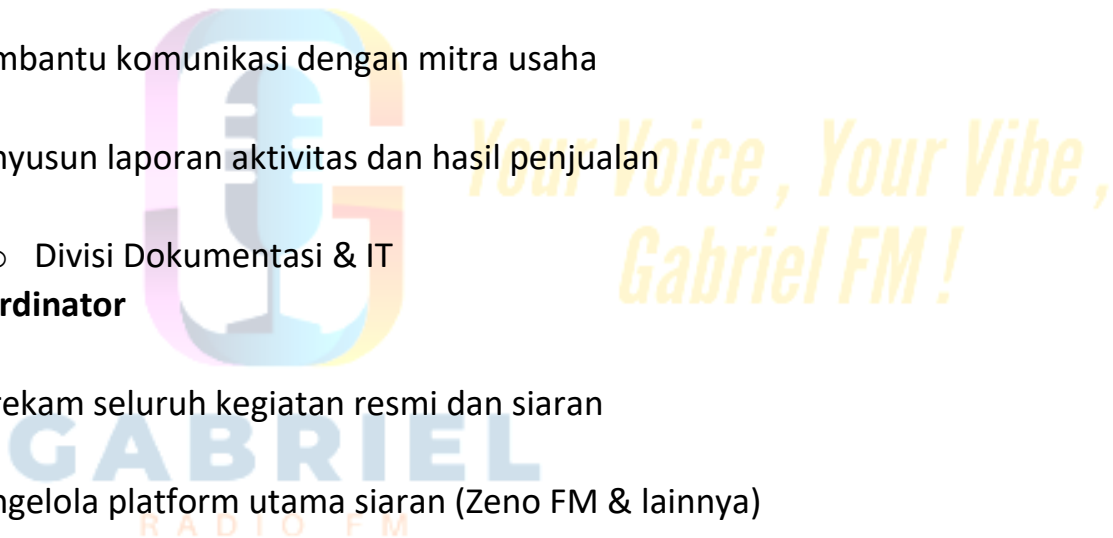 mbantu komunikasi dengan mitra usaha
Your Voice , Your Vibe ,
nyusun laporan aktivitas dan hasil penjualan
o Divisi Dokumentasi & IT
Gabriel FM !
rdinator
rekam seluruh kegiatan resmi dan siaran
GABRIEL
ngelola platform utama siaran (Zeno FM & lainnya)
RADIO FM